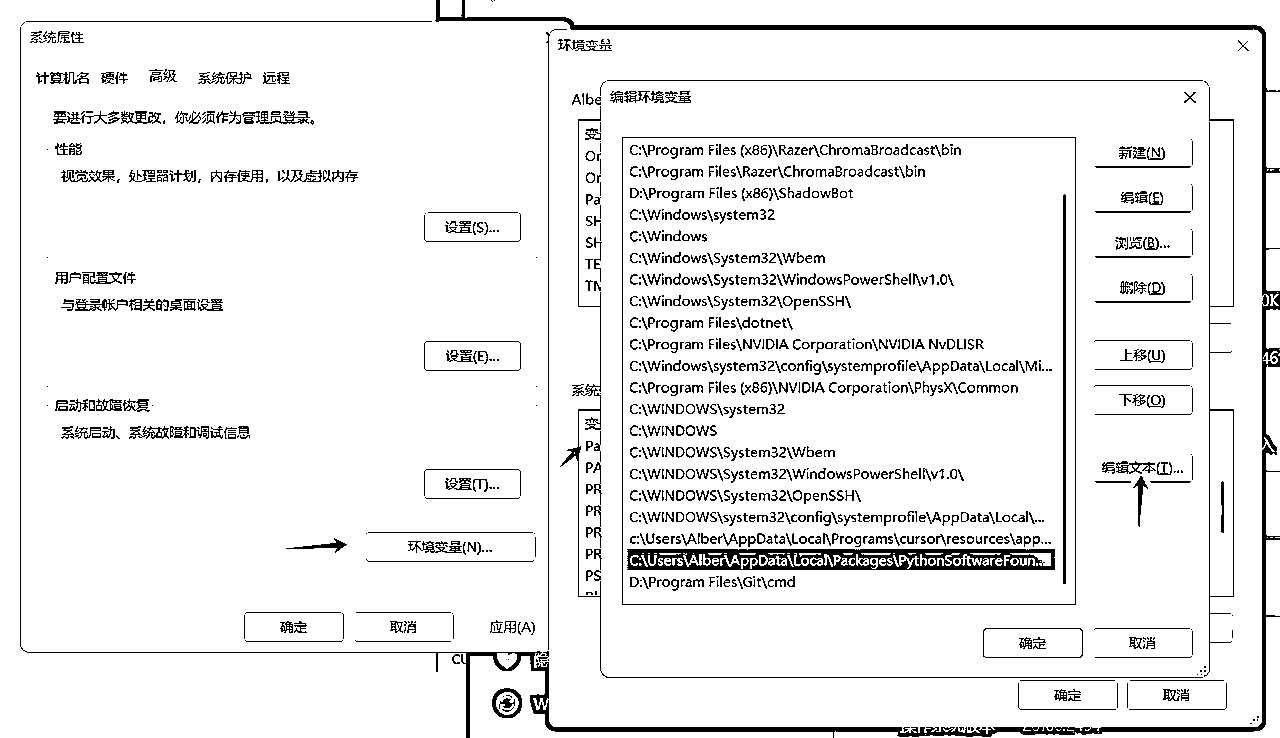 系统属性
计算机名 硬件 高级 系统保护 远程
要进行大多数更改，你必须作为管理员登录。
性能
视觉效果，处理器计划，内存使用，以及虚拟内存
设置(S)...
用户配置文件
与登录帐户相关的桌面设置
设置(E)...
启动和故障恢复
系统启动、系统故障和调试信息
设置(T)...
环境变量(N)...
确定 取消 应用(A)
环境变量
Albe
变
Or
Or
Pa
SH
SH
TE
TM
系统
变
Pa
PA
PR
PR
PR
PR
PS
编辑环境变量
C:\Program Files (x86)\Razer\ChromaBroadcast\bin
C:\Program Files\Razer\ChromaBroadcast\bin
D:\Program Files (x86)\ShadowBot
C:\Windows\system32
C:\Windows
C:\Windows\System32\Wbem
C:\Windows\System32\WindowsPowerShell\v1.0\
C:\Windows\System32\OpenSSH\
C:\Program Files\dotnet\
C:\Program Files\NVIDIA Corporation\NVIDIA NvDLISR
C:\Windows\system32\config\systemprofile\AppData\Local\Mi...
C:\Program Files (x86)\NVIDIA Corporation\PhysX\Common
C:\WINDOWS\system32
C:\WINDOWS
C:\WINDOWS\System32\Wbem
C:\WINDOWS\System32\WindowsPowerShell\v1.0\
C:\WINDOWS\System32\OpenSSH\
C:\WINDOWS\system32\config\systemprofile\AppData\Local\...
c:\Users\Alber\AppData\Local\Programs\cursor\resources\app...
C:\Users\Alber\AppData\Local\Packages\PythonSoftwareFoun...
D:\Program Files\Git\cmd
新建(N)
编辑(E)
浏览(B)...
删除(D)
上移(U)
下移(O)
编辑文本(T)...
确定 取消
确定 取消